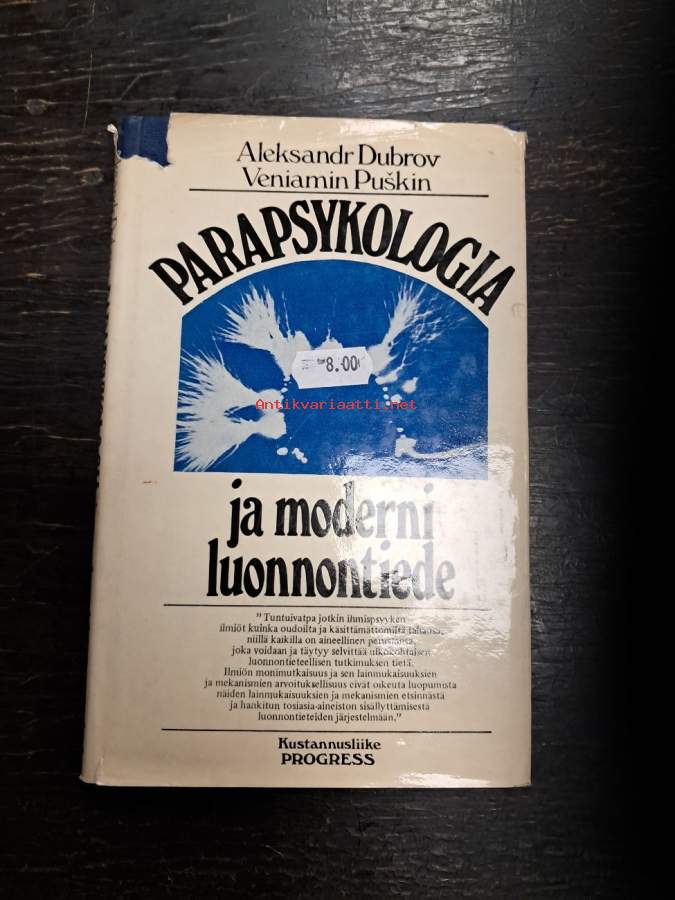 Aleksandr Dubrov
Veniamin Puškin
PARAPSYKOLOGIA
8.00
Antikvariaatti.net
ja moderni
luonnontiede
"Tuntuivatpa jotkin ihmispsyyken
ilmiöt kuinka oudoilta ja käsittämättömiltä tahansa,
niillä kaikilla on aineellinen perustansa,
joka voidaan ja täytyy selvittää ulkokohtaisen
luonnontieteellisen tutkimuksen tietä.
Ilmiön monimutkaisuus ja sen lainmukaisuuksien
ja mekanismien arvoituksellisuus eivät oikeuta luopumista
näiden lainmukaisuuksien ja mekanismien etsinnästä
ja hankitun tosiasia-aineiston sisällyttämisestä
luonnontieteiden järjestelmään."
Kustannusliike
PROGRESS